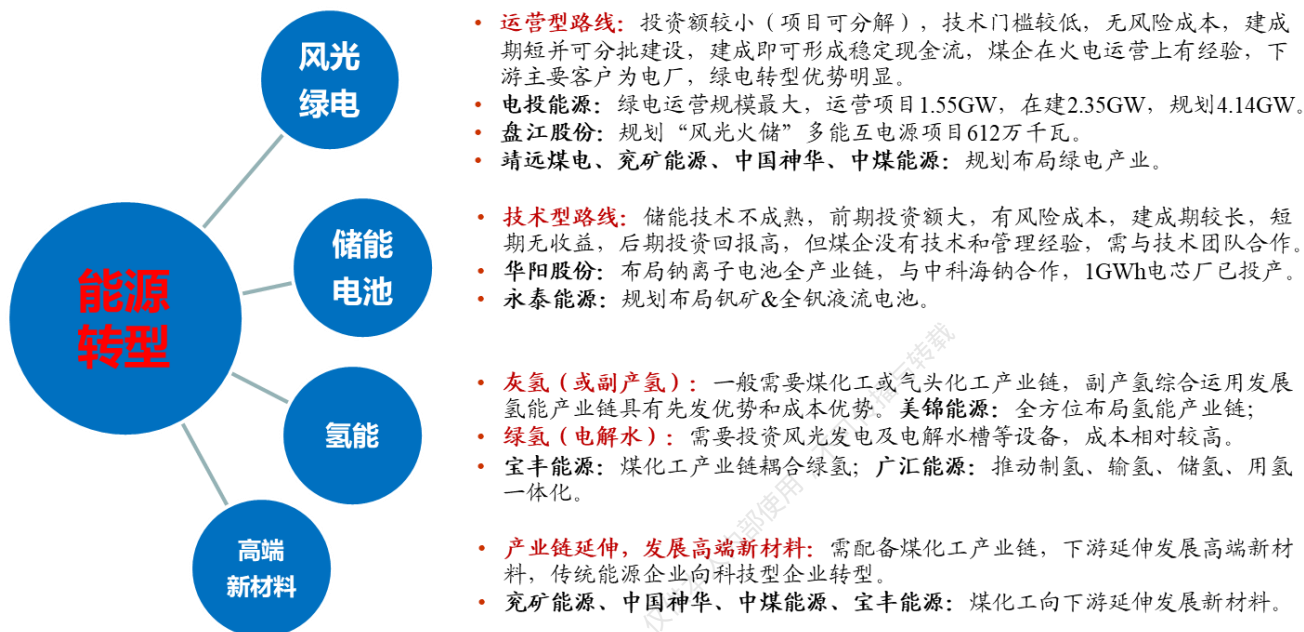 能源
转型
风光
绿电
• 运营型路线：投资额较小（项目可分解），技术门槛较低，无风险成本，建成
期短并可分批建设，建成即可形成稳定现金流，煤企在火电运营上有经验，下
游主要客户为电厂，绿电转型优势明显。
• 电投能源：绿电运营规模最大，运营项目1.55GW，在建2.35GW，规划4.14GW。
• 盘江股份：规划“风光火储”多能互电源项目612万千瓦。
• 靖远煤电、兖矿能源、中国神华、中煤能源：规划布局绿电产业。
储能
电池
• 技术型路线：储能技术不成熟，前期投资额大，有风险成本，建成期较长，短
期无收益，后期投资回报高，但煤企没有技术和管理经验，需与技术团队合作。
• 华阳股份：布局钠离子电池全产业链，与中科海钠合作，1GWh电芯厂已投产。
• 永泰能源：规划布局钒矿&全钒液流电池。
氢能
• 灰氢（或副产氢）：一般需要煤化工或气头化工产业链，副产氢综合运用发展
氢能产业链具有先发优势和成本优势。美锦能源：全方位布局氢能产业链；
• 绿氢（电解水）：需要投资风光发电及电解水槽等设备，成本相对较高。
• 宝丰能源：煤化工产业链耦合绿氢；广汇能源：推动制氢、输氢、储氢、用氢
一体化。
高端
新材料
• 产业链延伸，发展高端新材料：需配备煤化工产业链，下游延伸发展高端新材
料，传统能源企业向科技型企业转型。
• 兖矿能源、中国神华、中煤能源、宝丰能源：煤化工向下游延伸发展新材料。